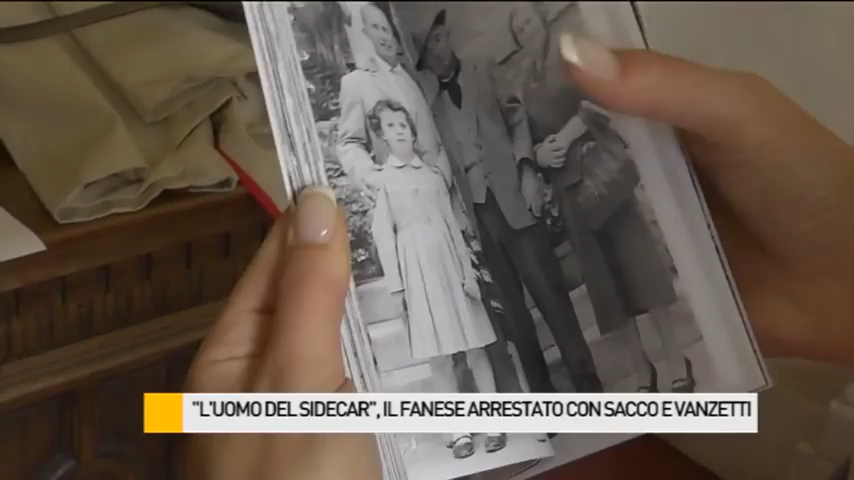 "L'UOMO DEL SIDECAR", IL FANESE ARRESTATO CON SACCO E VANZETTI